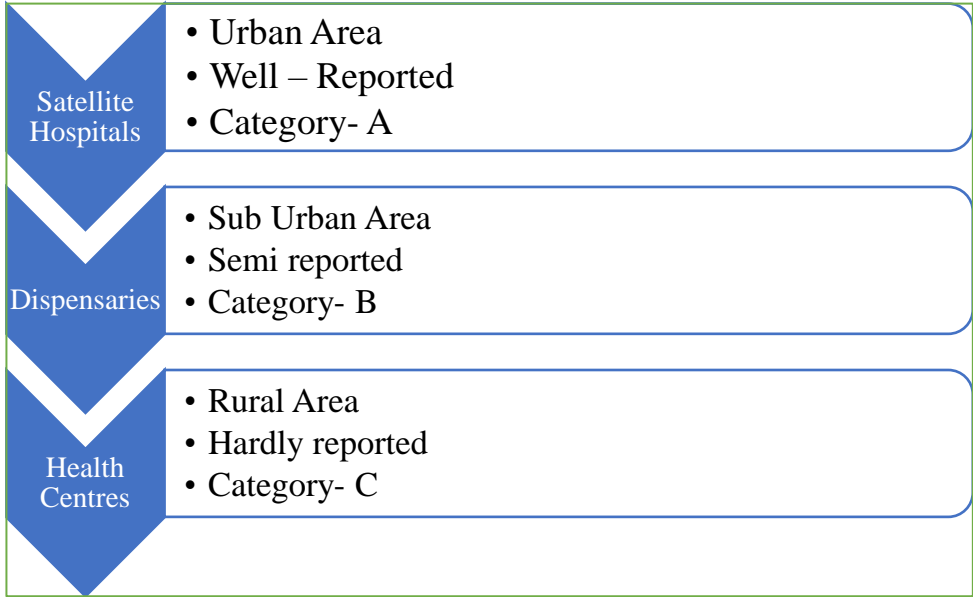 Satellite
Hospitals
• Urban Area
• Well – Reported
• Category- A
Dispensaries
• Sub Urban Area
• Semi reported
• Category- B
Health
Centres
• Rural Area
• Hardly reported
• Category- C